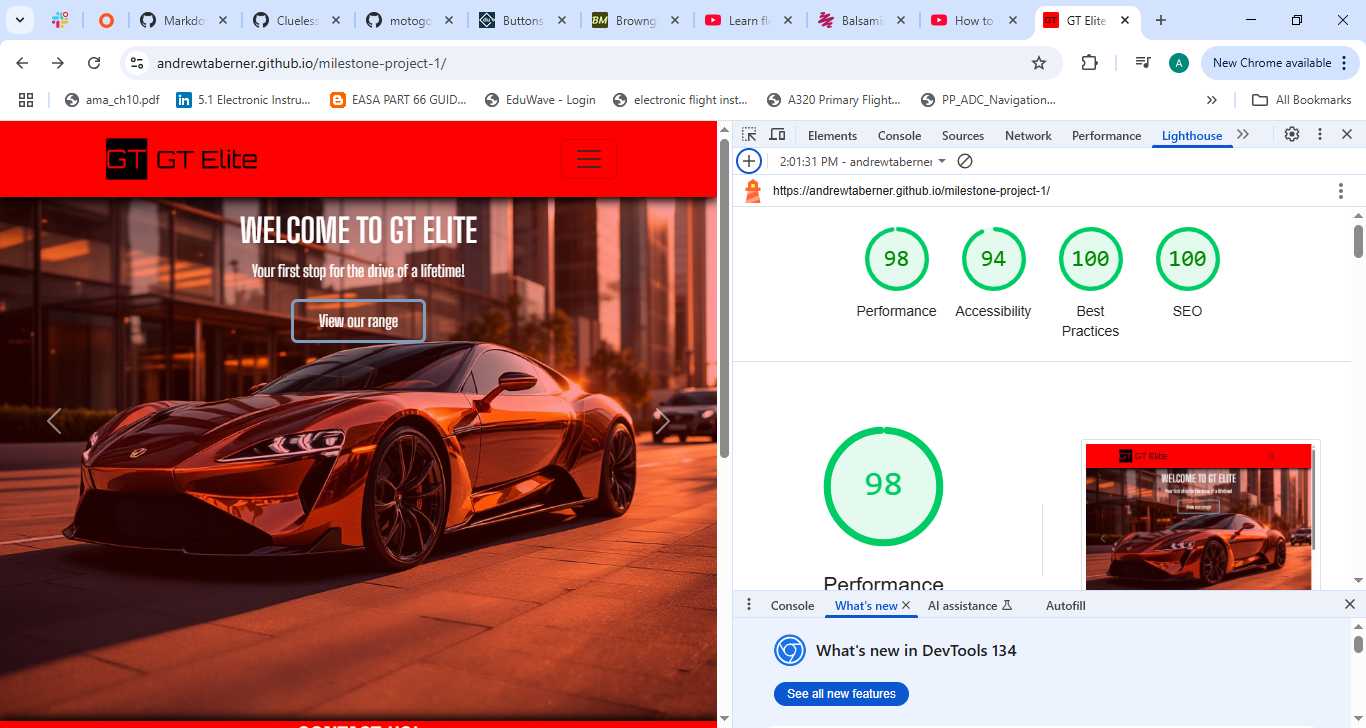 Markdo
Clueless
motogo
Buttons
BM
Browng
Learn fle
Balsami
How to
GT
GT Elite
andrewtaberner.github.io/milestone-project-1/
A
New Chrome available
ama_ch10.pdf
5.1 Electronic Instru...
EASA PART 66 GUID...
EduWave - Login
electronic flight inst...
A320 Primary Flight...
PP_ADC_Navigation...
All Bookmarks
GT GT Elite
WELCOME TO GT ELITE
Your first stop for the drive of a lifetime!
View our range
CONTACT US!
Elements
Console
Sources
Network
Performance
Lighthouse
2:01:31 PM - andrewtaberner
https://andrewtaberner.github.io/milestone-project-1/
98
94
100
100
Performance
Accessibility
Best
Practices
SEO
98
Performance
GT GT Elite
WELCOME TO GT ELITE
Your first stop for the drive of a lifetime!
View our range
Console
What's new
AI assistance
Autofill
What's new in DevTools 134
See all new features